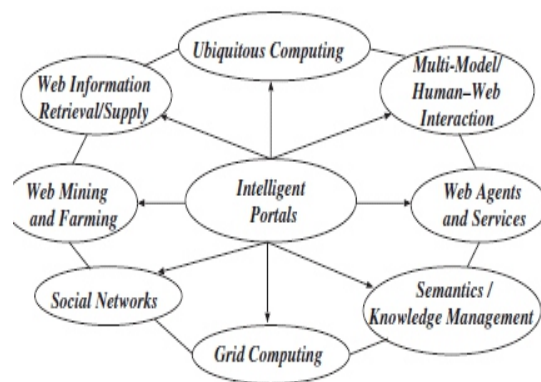 Ubiquitous Computing
Web Information
Retrieval/Supply
Multi-Model/
Human–Web
Interaction
Web Mining
and Farming
Intelligent
Portals
Web Agents
and Services
Social Networks
Semantics /
Knowledge Management
Grid Computing